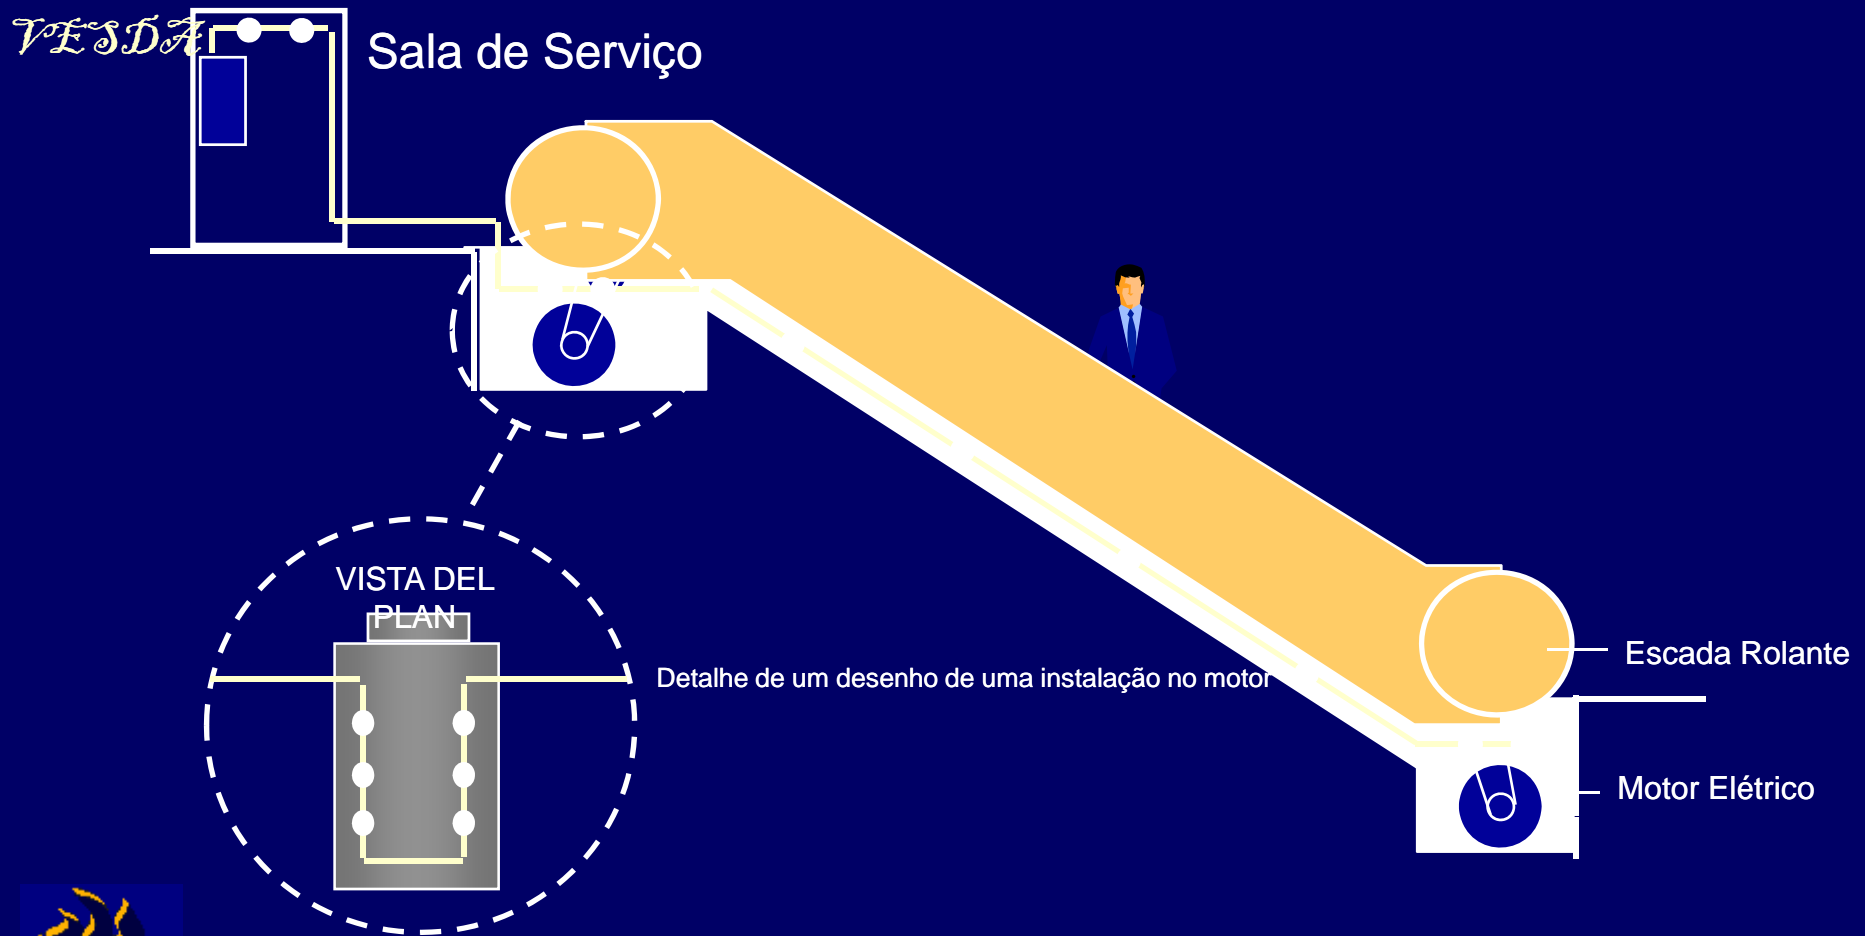 VESDA
Sala de Serviço
VISTA DEL
PLAN
Detalhe de um desenho de uma instalação no motor
Escada Rolante
Motor Elétrico